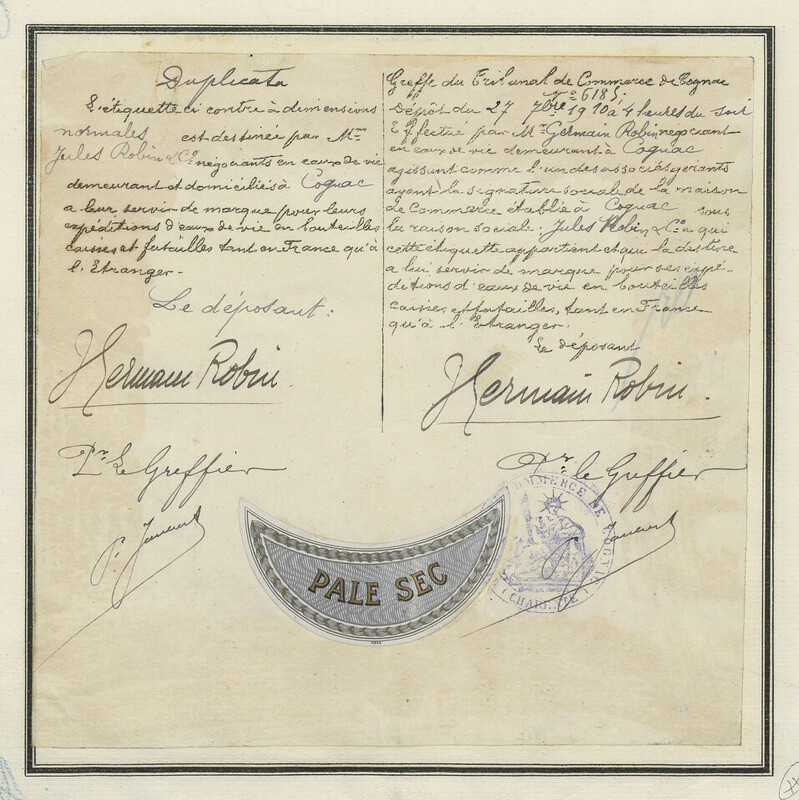 Duplicata
L'étiquette ci contre à dimensions
normales est destinée par MM
Jules Robin & Co négociants en eaux de vie
demeurant et domiciliés à Cognac
a leur servir de marque pour leurs
expéditions d'eaux de vie en bouteilles
caisses et futailles tant en France qu'à
l'Etranger -
Le déposant:
Germain Robin.
Pr Le Greffier
Greffe du Tribunal de Commerce de Cognac
No 6185:
Dépôt du 27 7bre 1910 à 4 heures du soir
Effectué par Mr Germain Robin négociant
en eaux de vie demeurant à Cognac
agissant comme l'un des associés gérants
ayant la signature sociale de la maison
de Commerce établie à Cognac sous
la raison sociale: Jules Robin & Co à qui
cette étiquette appartient et qui la destine
a lui servir de marque pour ses expé-
ditions d'eaux de vie en bouteilles
caisses, et futailles, tant en France
qu'à l'Etranger.
Le déposant
Germain Robin.
Pr le Greffier
PALE SEC
COMMERCE DE COGNAC